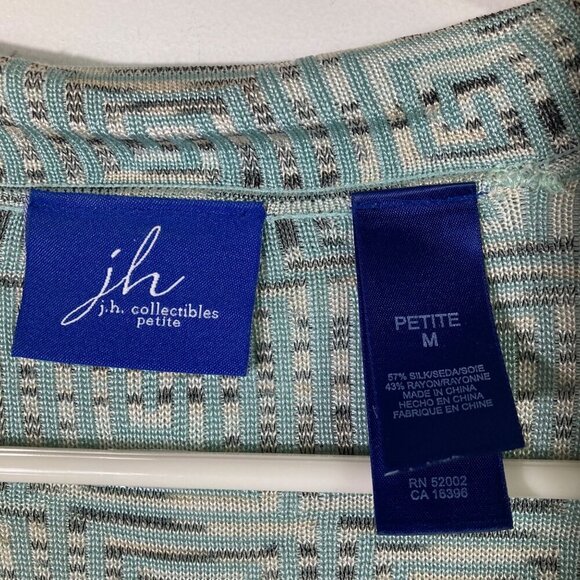 jh
j.h. collectibles
petite
PETITE
M
57% SILK/SEDA/SOIE
43% RAYON/RAYONNE
MADE IN CHINA
HECHO EN CHINA
FABRIQUE EN CHINE
RN 52002
CA 16396